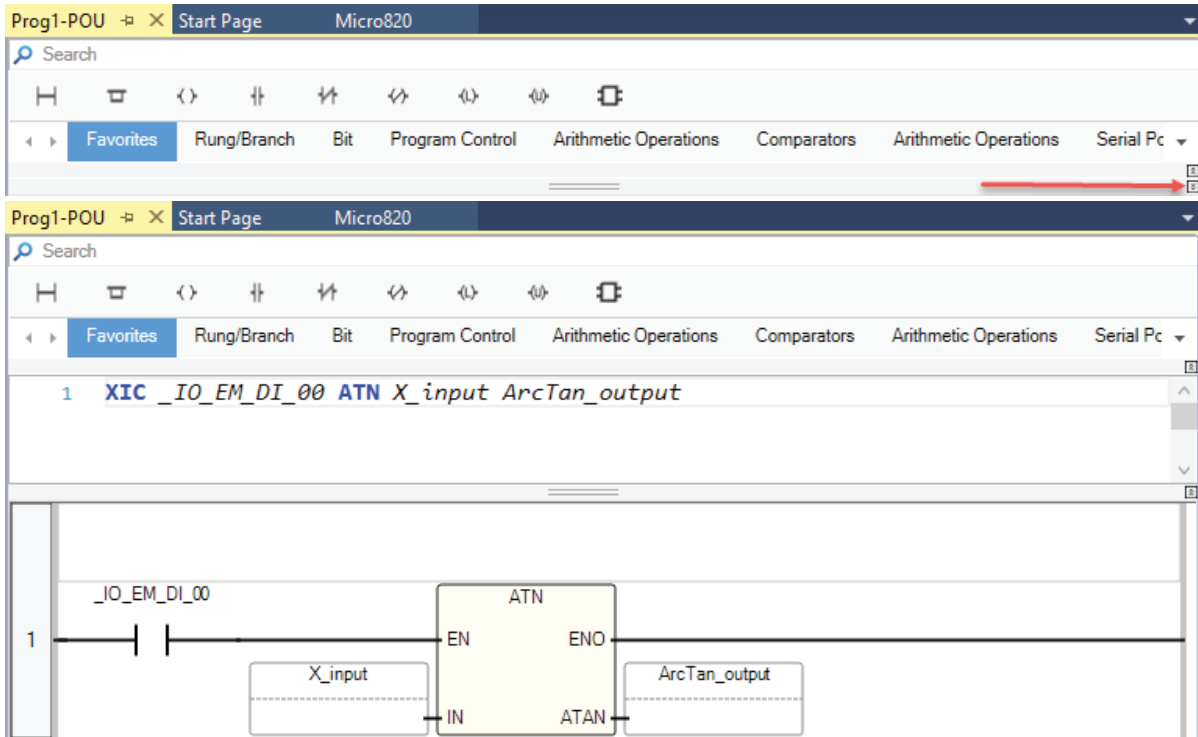 Prog1-POU Start Page Micro820
Search
(L) (U)
Favorites Rung/Branch Bit Program Control Arithmetic Operations Comparators Arithmetic Operations Serial Pc
Prog1-POU Start Page Micro820
Search
(L) (U)
Favorites Rung/Branch Bit Program Control Arithmetic Operations Comparators Arithmetic Operations Serial Pc
1 XIC _IO_EM_DI_00 ATN X_input ArcTan_output
_IO_EM_DI_00 ATN
1 EN ENO
X_input ArcTan_output
IN ATAN